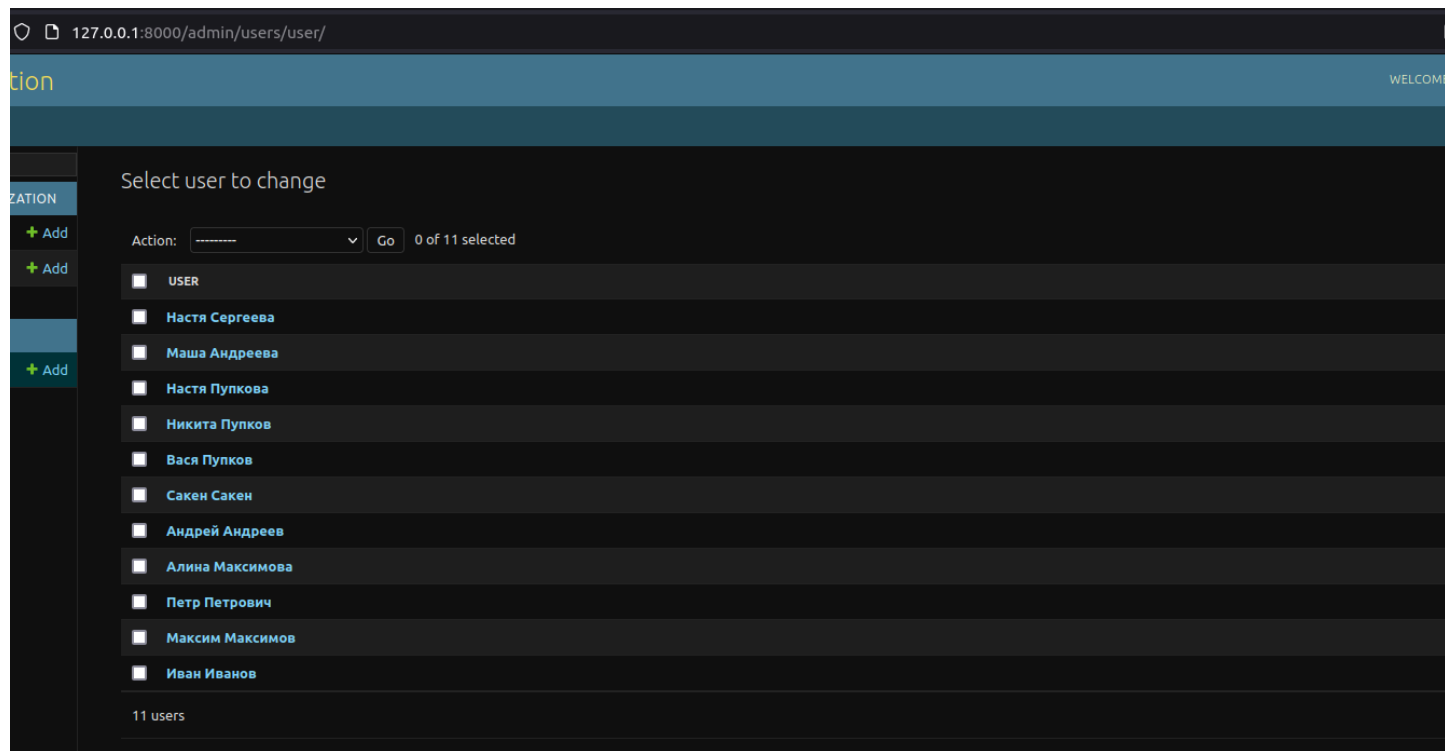 127.0.0.1:8000/admin/users/user/
tion
WELCOME
ZATION
+ Add
+ Add
+ Add
Select user to change
Action: --------- Go 0 of 11 selected
USER
Настя Сергеева
Маша Андреева
Настя Пупкова
Никита Пупков
Вася Пупков
Сакен Сакен
Андрей Андреев
Алина Максимова
Петр Петрович
Максим Максимов
Иван Иванов
11 users